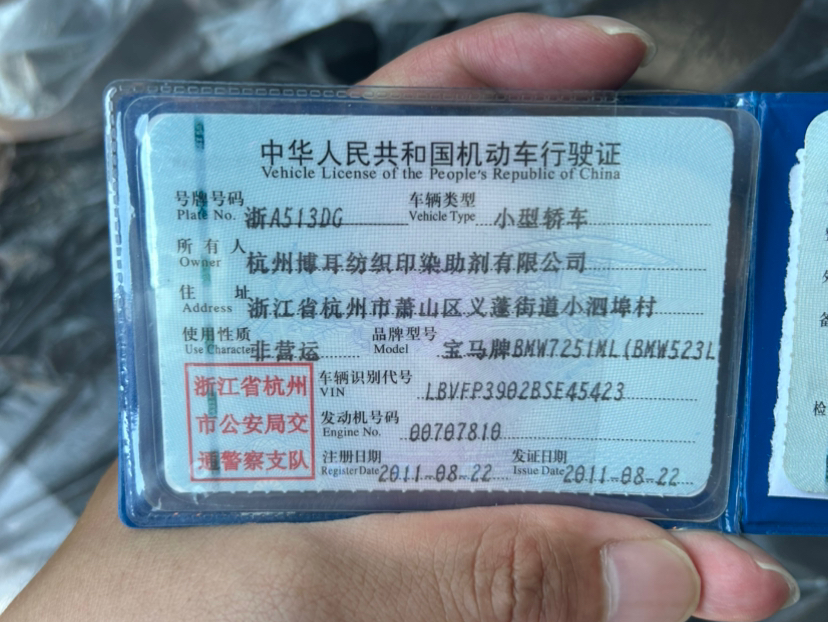 中华人民共和国机动车行驶证
Vehicle License of the People's Republic of China
号牌号码 浙A513DG 车辆类型 小型轿车
Plate No. Vehicle Type
所有人 杭州博耳纺织印染助剂有限公司
Owner
住址 浙江省杭州市萧山区义蓬街道小泗埠村
Address
使用性质 非营运 品牌型号 宝马牌BMW7251ML(BMW523L
Use Character Model
浙江省杭州
市公安局交
通警察支队
车辆识别代号 LBVFP3902BSE45423
VIN
发动机号码 00707810
Engine No.
注册日期 2011-08-22 发证日期 2011-08-22
Register Date Issue Date
检